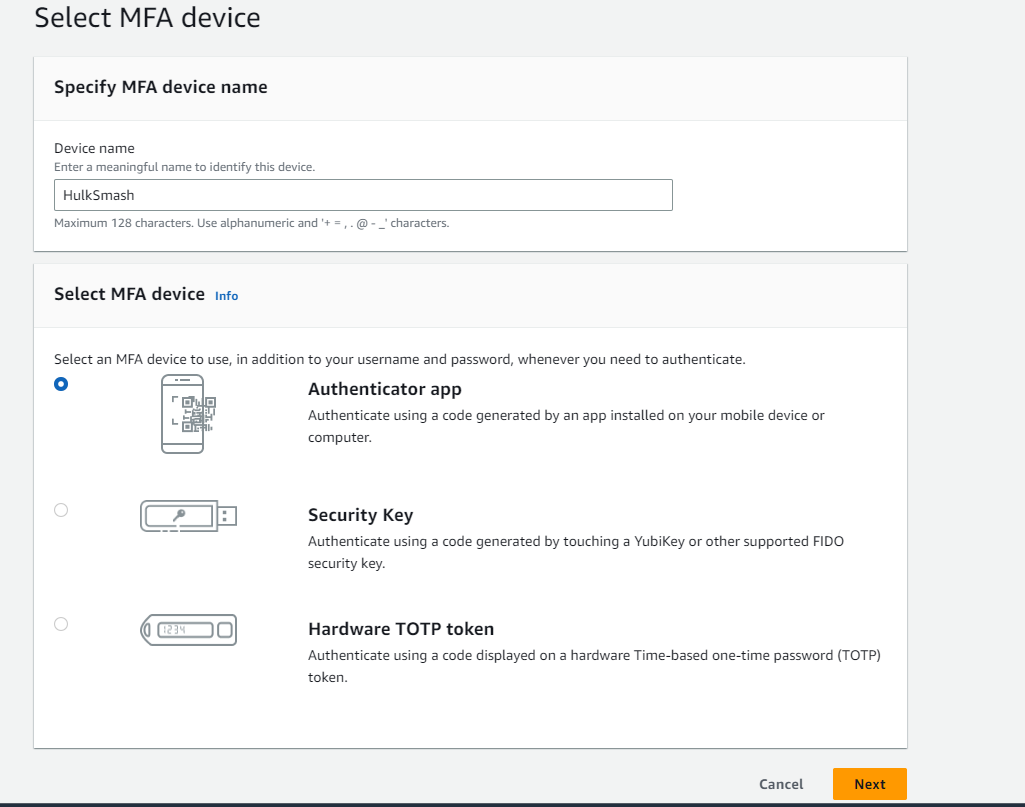 Select MFA device
Specify MFA device name
Device name
Enter a meaningful name to identify this device.
HulkSmash
Maximum 128 characters. Use alphanumeric and '+ = , . @ - _' characters.
Select MFA device Info
Select an MFA device to use, in addition to your username and password, whenever you need to authenticate.
Authenticator app
Authenticate using a code generated by an app installed on your mobile device or
computer.
Security Key
Authenticate using a code generated by touching a YubiKey or other supported FIDO
security key.
1234
Hardware TOTP token
Authenticate using a code displayed on a hardware Time-based one-time password (TOTP)
token.
Cancel
Next